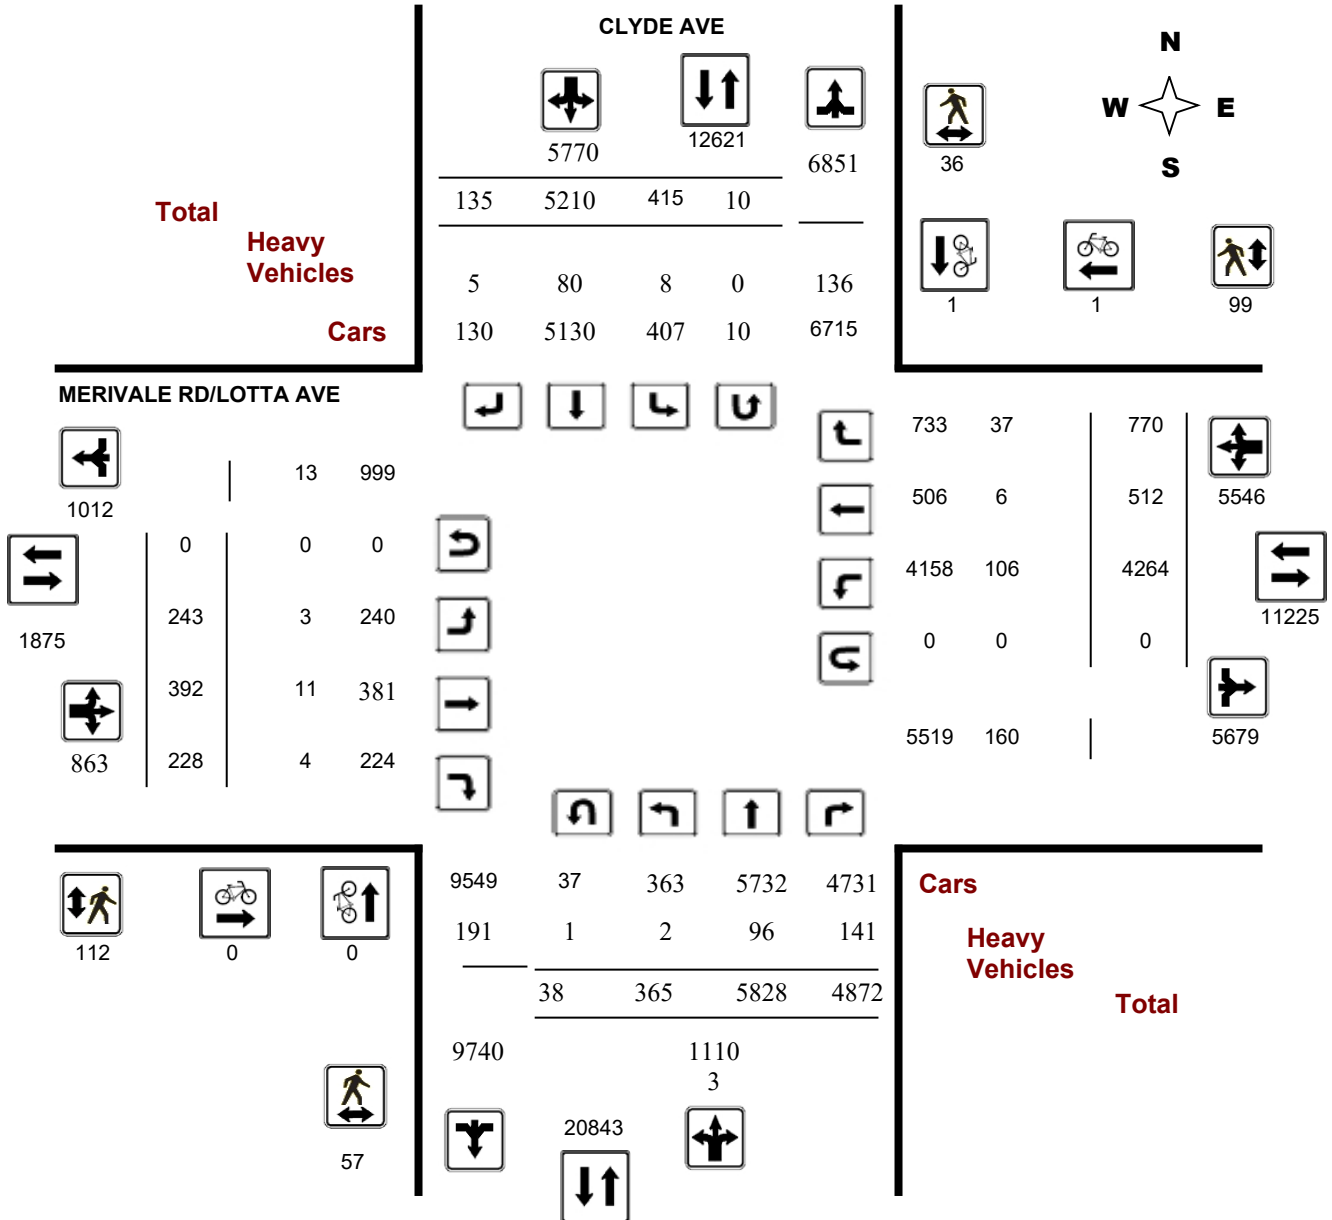 CLYDE AVE
N
W E
S
5770 12621 6851 36
135 5210 415 10
Total
Heavy
Vehicles
5 80 8 0 136
1 1 99
Cars 130 5130 407 10 6715
MERIVALE RD/LOTTA AVE
733 37 770
13 999
1012
506 6 512 5546
0 0 0
4158 106 4264
11225
243 3 240
1875
0 0 0
392 11 381
5519 160 5679
863 228 4 224
9549 37 363 5732 4731 Cars
191 1 2 96 141 Heavy
Vehicles
112 0 0
38 365 5828 4872 Total
9740 1110
3
20843
57